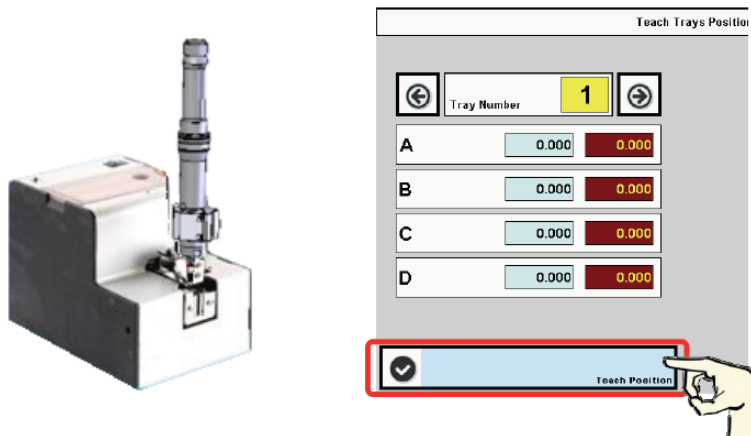 Teach Trays Positio
Tray Number 1
A 0.000 0.000
B 0.000 0.000
C 0.000 0.000
D 0.000 0.000
Teach Position